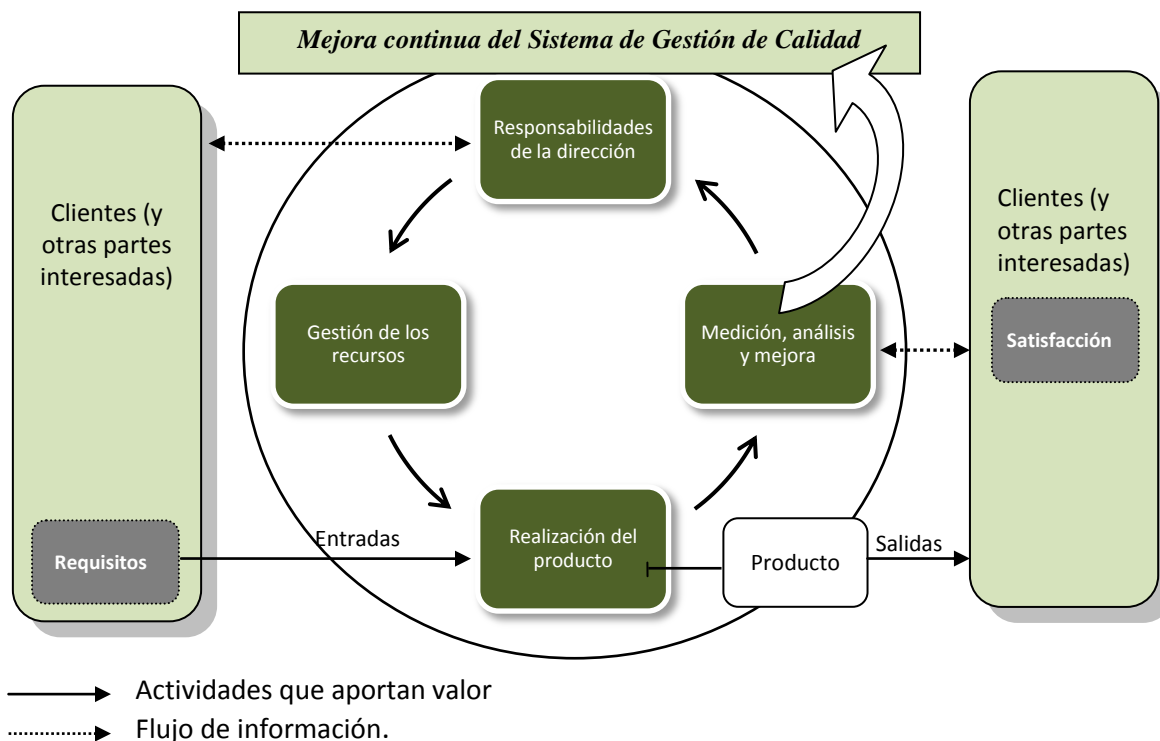 Mejora continua del Sistema de Gestión de Calidad
Responsabilidades
de la dirección
Clientes (y
otras partes
interesadas)
Clientes (y
otras partes
interesadas)
Gestión de los
recursos
Medición, análisis
y mejora
Satisfacción
Requisitos
Entradas
Realización del
producto
Producto
Salidas
Actividades que aportan valor
Flujo de información.